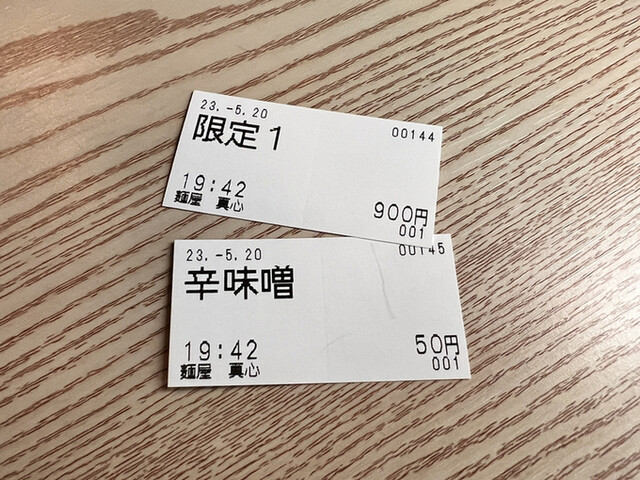 23.-5.20
00144
限定1
19:42
900円
麺屋 真心
001
23.-5.20
00145
辛味噌
19:42
50円
麺屋 真心
001